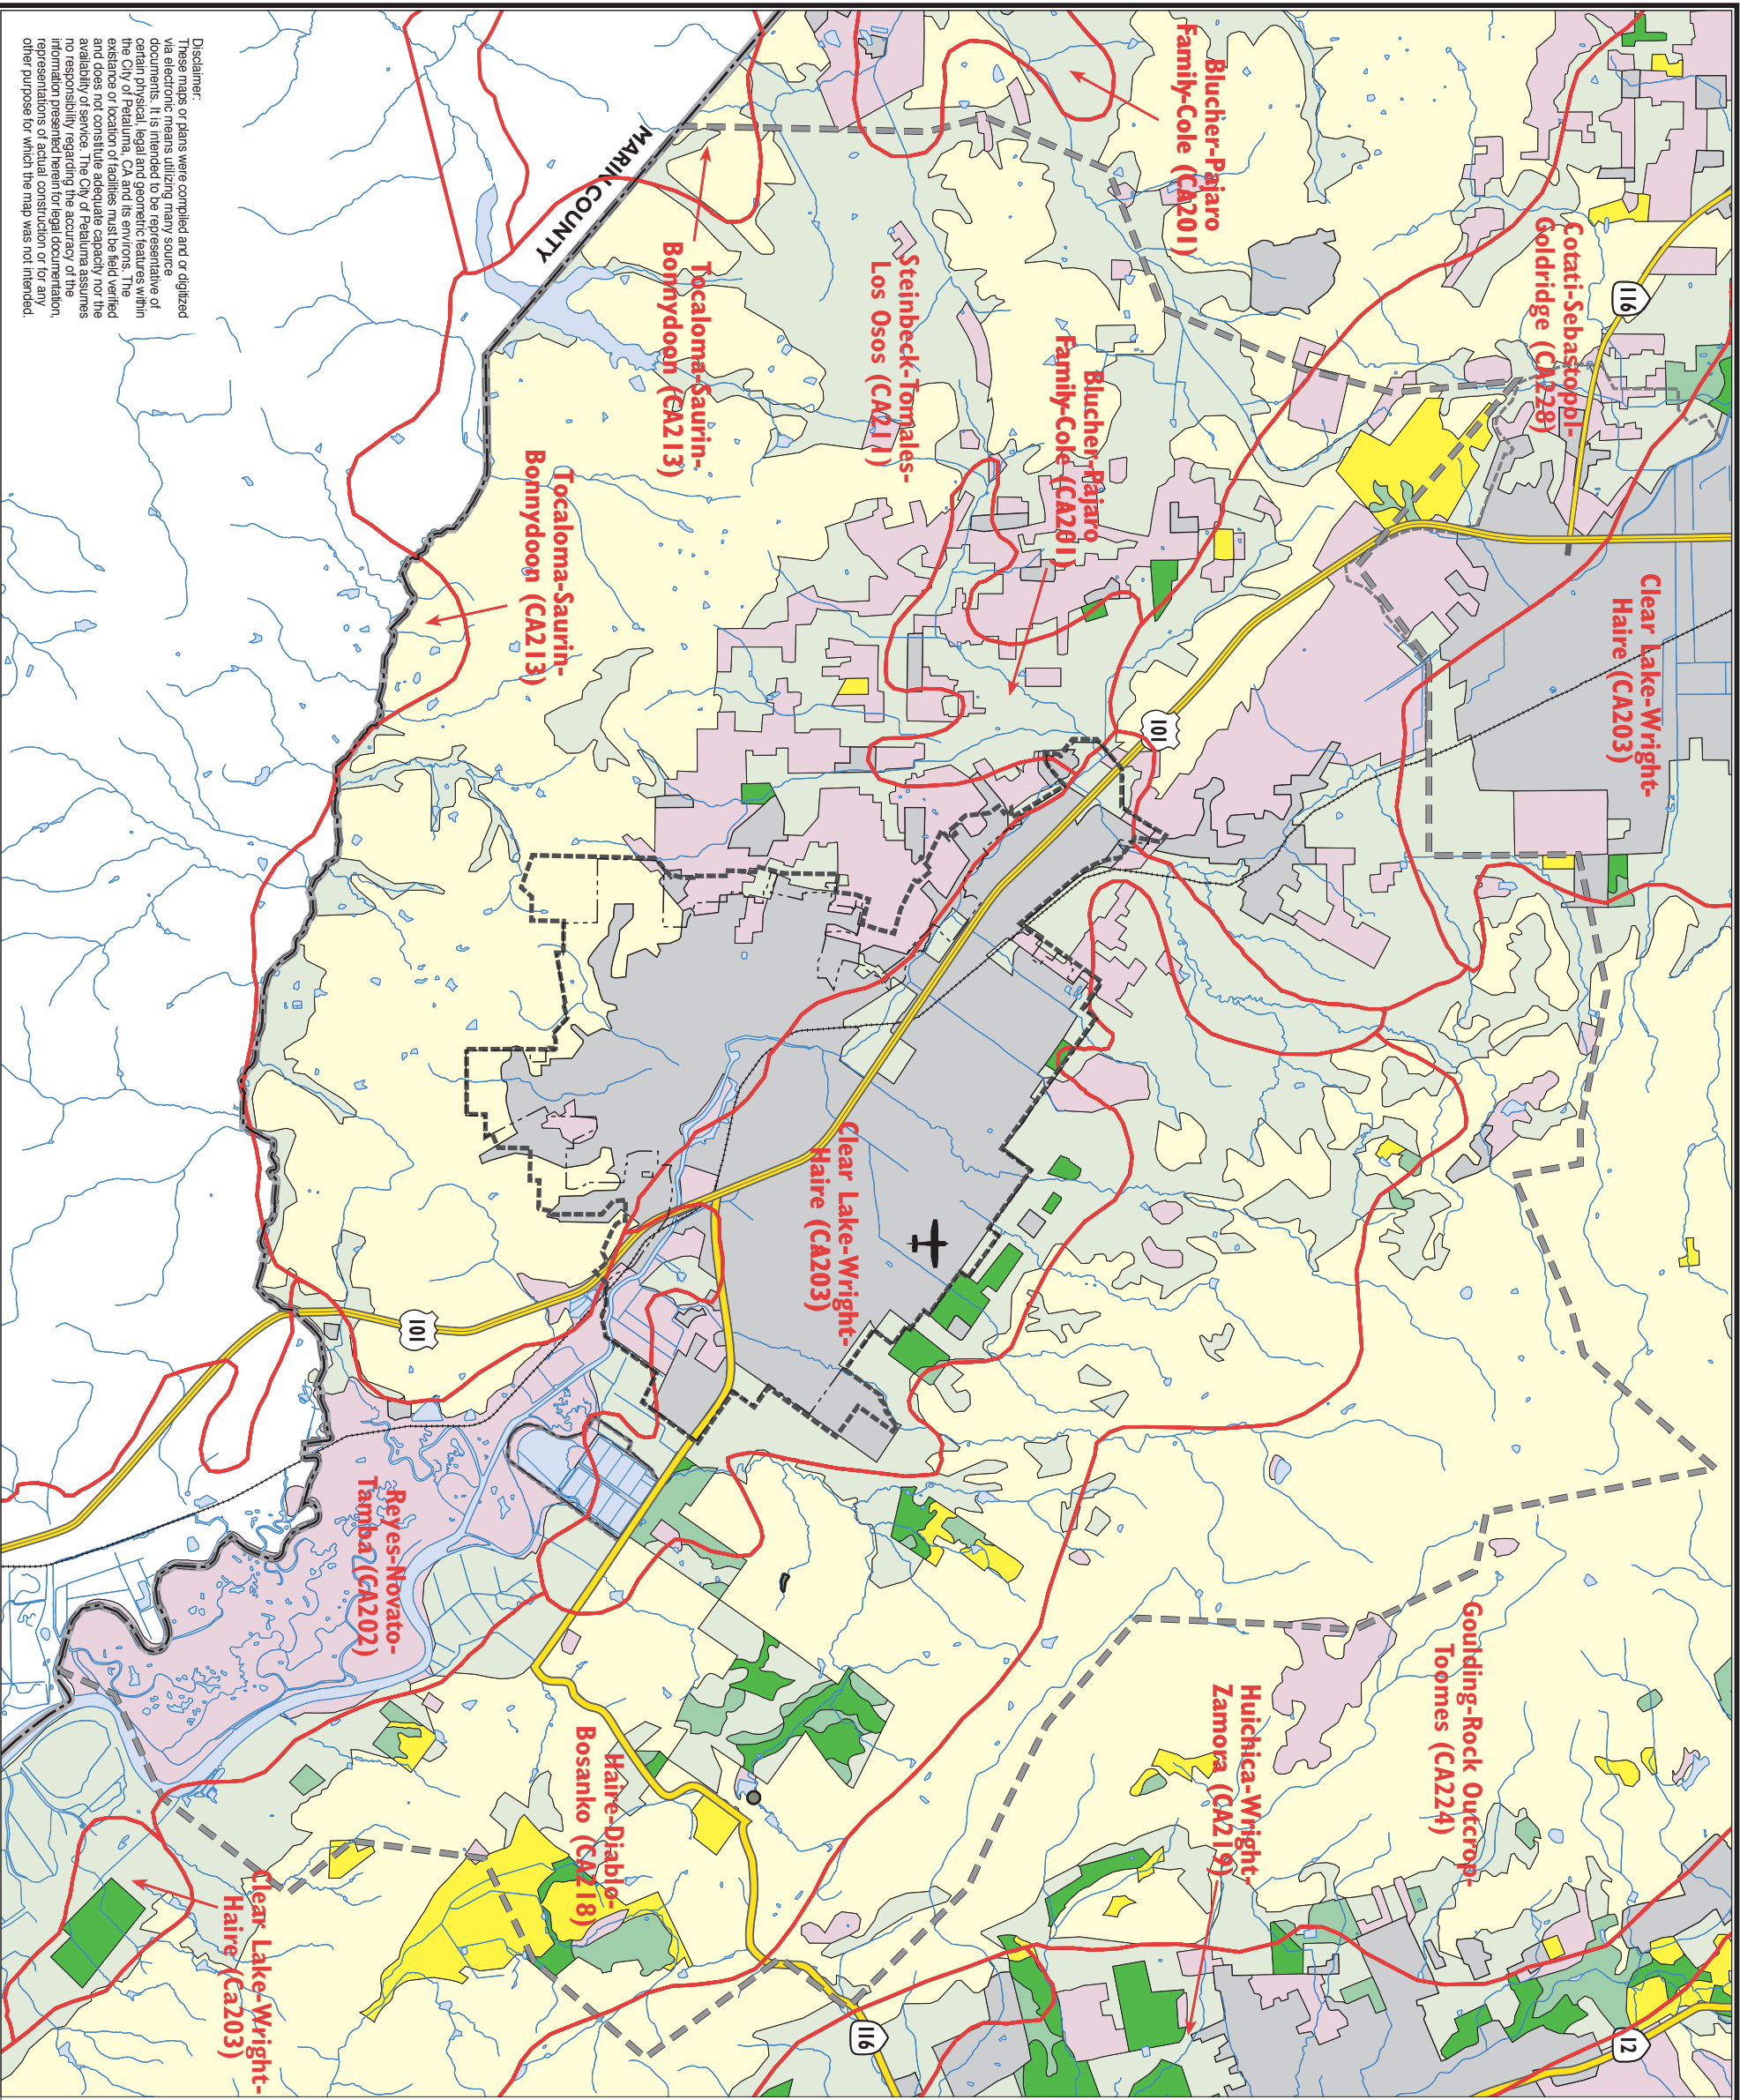 Blucher-Pajaro
Family-Cole (CA201)
Cotati-Sebastopol-
Goldridge (CA228)
116
Clear Lake-Wright-
Haire (CA203)
MARIN COUNTY
Tocaloma-Saurin-
Bonnydoon (CA213)
Steinbeck-Tomales-
Los Osos (CA211)
Blucher-Pajaro
Family-Cole (CA201)
Tocaloma-Saurin-
Bonnydoon (CA213)
101
Clear Lake-Wright-
Haire (CA203)
101
Reyes-Novato-
Tamba (CA202)
Goulding-Rock Outcrop-
Toomes (CA224)
Huichica-Wright-
Zamora (CA219)
Haire-Diablo-
Bosanko (CA218)
Clear Lake-Wright-
Haire (Ca203)
116
12
Disclaimer:
These maps or plans were compiled and or digitized
via electronic means utilizing many source
documents. It is intended to be representative of
certain physical, legal and geometric features within
the City of Petaluma, CA and its environs. The
existance or location of facilities must be field verified
and does not constitute adequate capacity nor the
availability of service. The City of Petaluma assumes
no responsibility regarding the accuracy of the
information presented herein for legal documentation,
representations of actual construction or for any
other purpose for which the map was not intended.